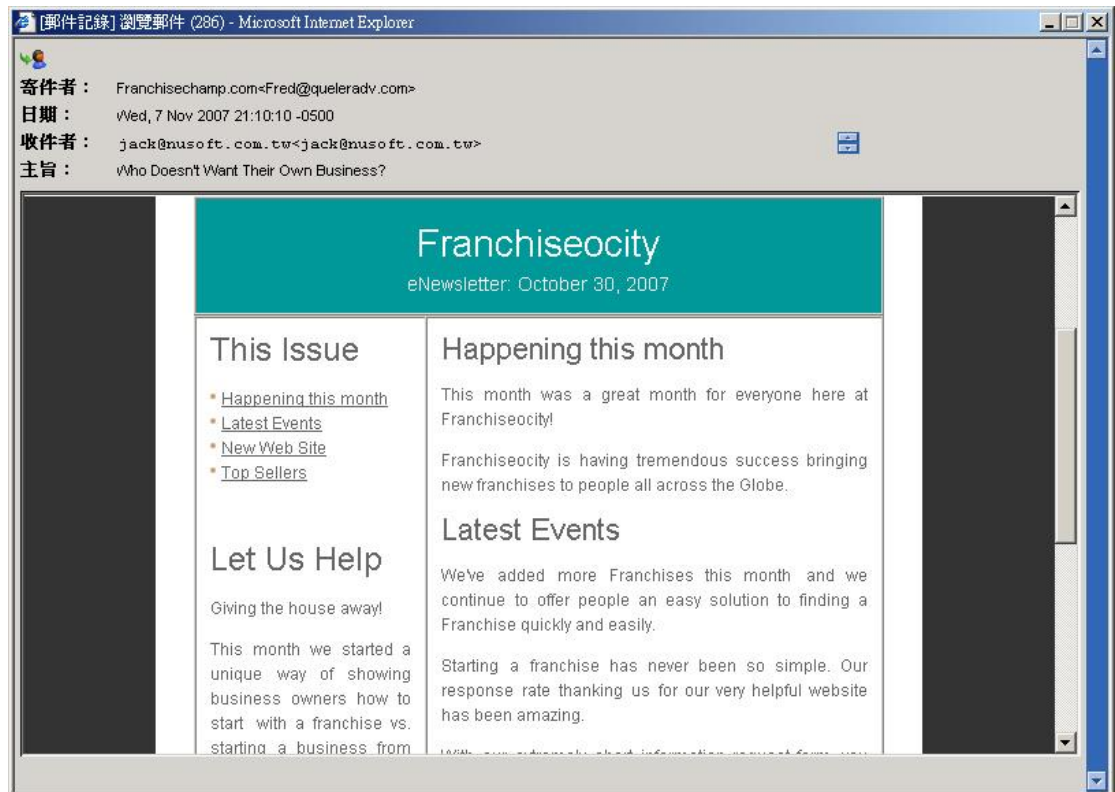 [郵件記錄] 瀏覽郵件 (286) - Microsoft Internet Explorer
寄件者： Franchisechamp.com<Fred@queleradv.com>
日期： Wed, 7 Nov 2007 21:10:10 -0500
收件者： jack@nusoft.com.tw<jack@nusoft.com.tw>
主旨： Who Doesn't Want Their Own Business?
Franchiseocity
eNewsletter: October 30, 2007
This Issue
* Happening this month
* Latest Events
* New Web Site
* Top Sellers
Let Us Help
Giving the house away!
This month we started a
unique way of showing
business owners how to
start with a franchise vs.
starting a business from
Happening this month
This month was a great month for everyone here at
Franchiseocity!
Franchiseocity is having tremendous success bringing
new franchises to people all across the Globe.
Latest Events
We've added more Franchises this month and we
continue to offer people an easy solution to finding a
Franchise quickly and easily.
Starting a franchise has never been so simple. Our
response rate thanking us for our very helpful website
has been amazing.